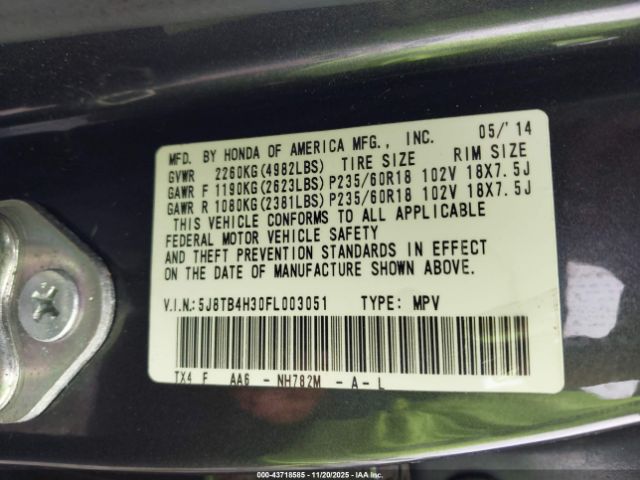 MFD. BY HONDA OF AMERICA MFG., INC. 05/'14
GVWR 2260KG(4982LBS) TIRE SIZE RIM SIZE
GAWR F 1190KG(2623LBS)P235/60R18 102V 18X7.5J
GAWR R 1080KG(2381LBS)P235/60R18 102V 18X7.5J
THIS VEHICLE CONFORMS TO ALL APPLICABLE
FEDERAL MOTOR VEHICLE SAFETY
AND THEFT PREVENTION STANDARDS IN EFFECT
ON THE DATE OF MANUFACTURE SHOWN ABOVE.
V.I.N.:5J8TB4H30FL003051 TYPE: MPV
TX4 F AA6 - NH782M - A - L
000-43718585 - 11/20/2025 - IAA Inc.